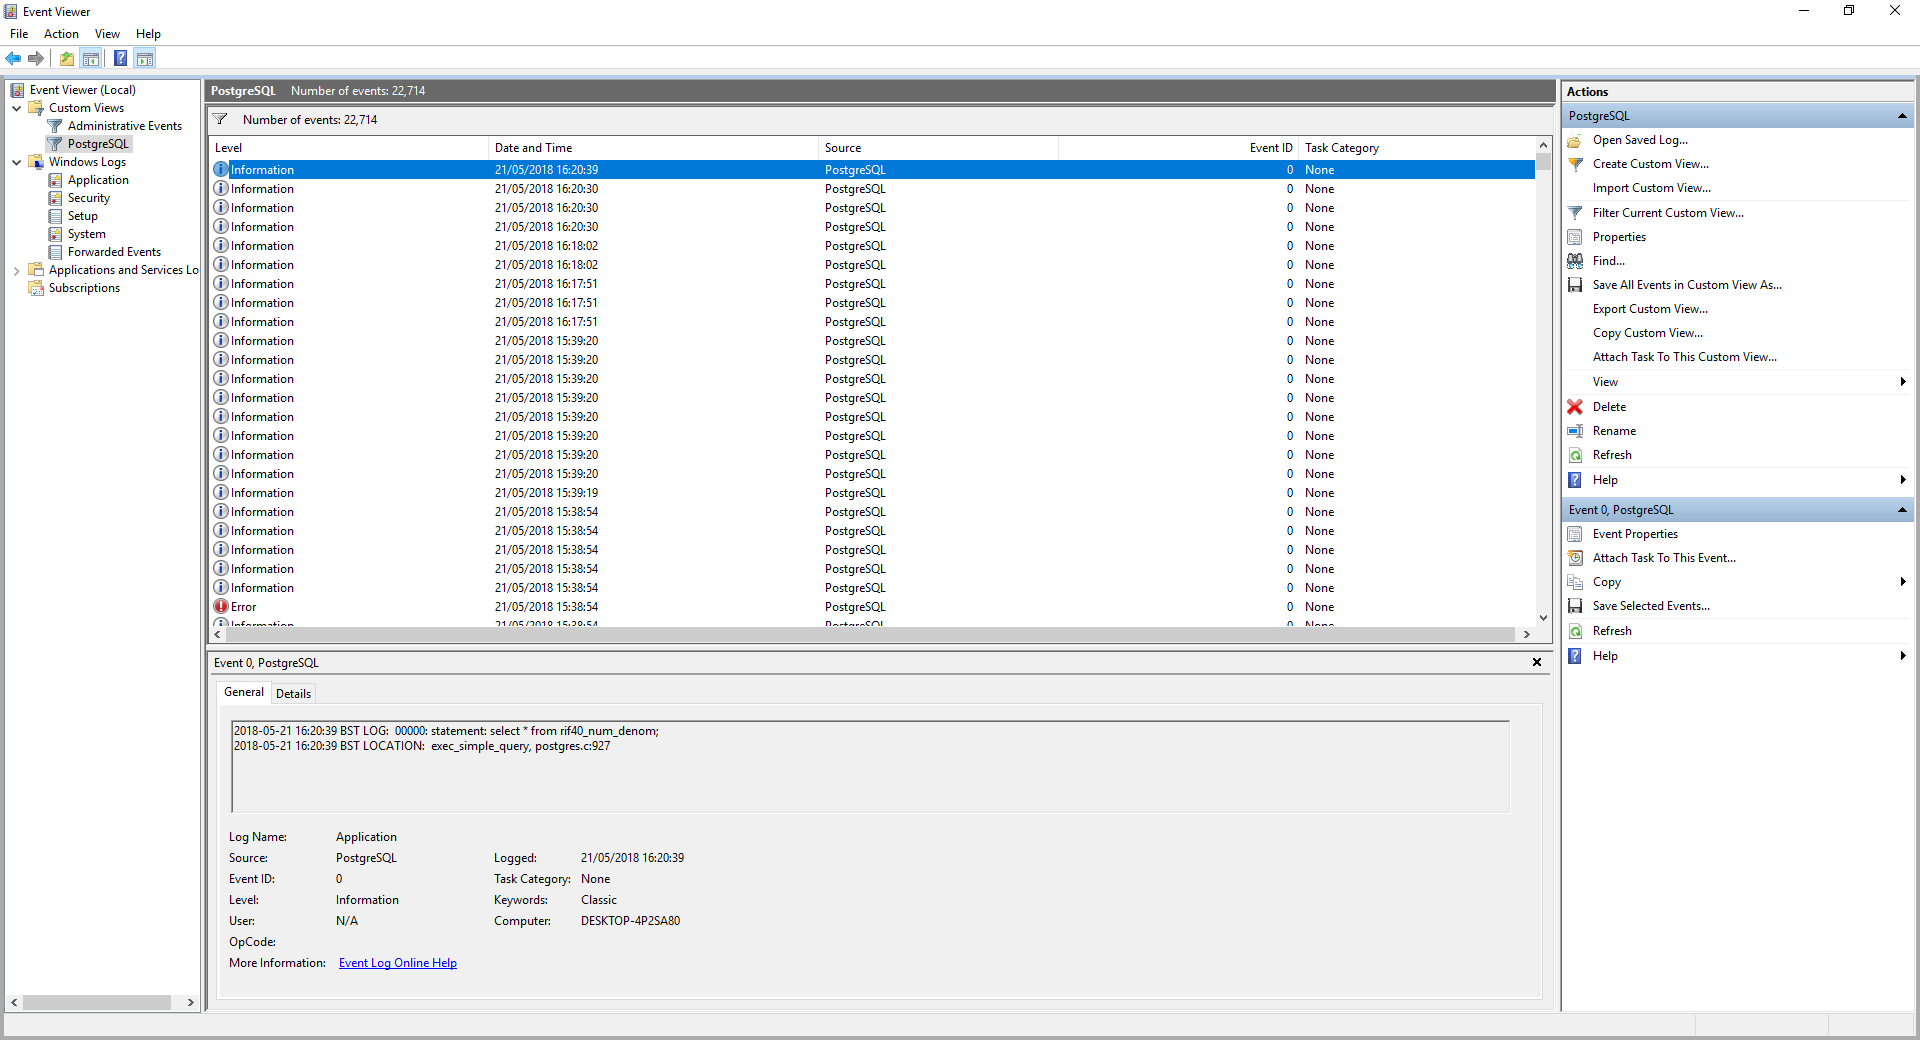 Event Viewer
File Action View Help
Event Viewer (Local)
Custom Views
Administrative Events
PostgreSQL
Windows Logs
Application
Security
Setup
System
Forwarded Events
Applications and Services Lo
Subscriptions
PostgreSQL Number of events: 22,714
Number of events: 22,714
Level Date and Time Source Event ID Task Category
Information 21/05/2018 16:20:39 PostgreSQL 0 None
Information 21/05/2018 16:20:30 PostgreSQL 0 None
Information 21/05/2018 16:20:30 PostgreSQL 0 None
Information 21/05/2018 16:20:30 PostgreSQL 0 None
Information 21/05/2018 16:18:02 PostgreSQL 0 None
Information 21/05/2018 16:18:02 PostgreSQL 0 None
Information 21/05/2018 16:17:51 PostgreSQL 0 None
Information 21/05/2018 16:17:51 PostgreSQL 0 None
Information 21/05/2018 16:17:51 PostgreSQL 0 None
Information 21/05/2018 15:39:20 PostgreSQL 0 None
Information 21/05/2018 15:39:20 PostgreSQL 0 None
Information 21/05/2018 15:39:20 PostgreSQL 0 None
Information 21/05/2018 15:39:20 PostgreSQL 0 None
Information 21/05/2018 15:39:20 PostgreSQL 0 None
Information 21/05/2018 15:39:20 PostgreSQL 0 None
Information 21/05/2018 15:39:20 PostgreSQL 0 None
Information 21/05/2018 15:39:20 PostgreSQL 0 None
Information 21/05/2018 15:39:19 PostgreSQL 0 None
Information 21/05/2018 15:38:54 PostgreSQL 0 None
Information 21/05/2018 15:38:54 PostgreSQL 0 None
Information 21/05/2018 15:38:54 PostgreSQL 0 None
Information 21/05/2018 15:38:54 PostgreSQL 0 None
Information 21/05/2018 15:38:54 PostgreSQL 0 None
Error 21/05/2018 15:38:54 PostgreSQL 0 None
Information 21/05/2018 15:38:54 PostgreSQL 0 None
Event 0, PostgreSQL
General Details
2018-05-21 16:20:39 BST LOG: 00000: statement: select * from rif40_num_denom;
2018-05-21 16:20:39 BST LOCATION: exec_simple_query, postgres.c:927
Log Name: Application
Source: PostgreSQL Logged: 21/05/2018 16:20:39
Event ID: 0 Task Category: None
Level: Information Keywords: Classic
User: N/A Computer: DESKTOP-4P2SA80
OpCode:
More Information: Event Log Online Help
Actions
PostgreSQL
Open Saved Log...
Create Custom View...
Import Custom View...
Filter Current Custom View...
Properties
Find...
Save All Events in Custom View As...
Export Custom View...
Copy Custom View...
Attach Task To This Custom View...
View
Delete
Rename
Refresh
Help
Event 0, PostgreSQL
Event Properties
Attach Task To This Event...
Copy
Save Selected Events...
Refresh
Help